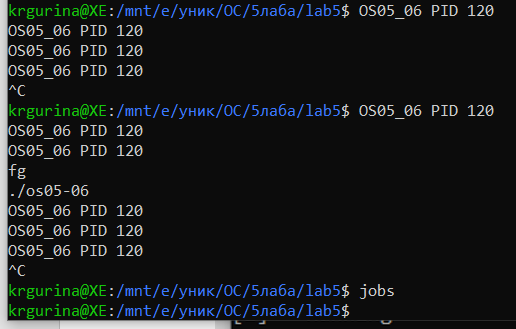 krgurina@XE:/mnt/e/уник/ОС/5лаба/lab5$ OS05_06 PID 120
OS05_06 PID 120
OS05_06 PID 120
OS05_06 PID 120
^C
krgurina@XE:/mnt/e/уник/ОС/5лаба/lab5$ OS05_06 PID 120
OS05_06 PID 120
OS05_06 PID 120
fg
./os05-06
OS05_06 PID 120
OS05_06 PID 120
OS05_06 PID 120
^C
krgurina@XE:/mnt/e/уник/ОС/5лаба/lab5$ jobs
krgurina@XE:/mnt/e/уник/ОС/5лаба/lab5$